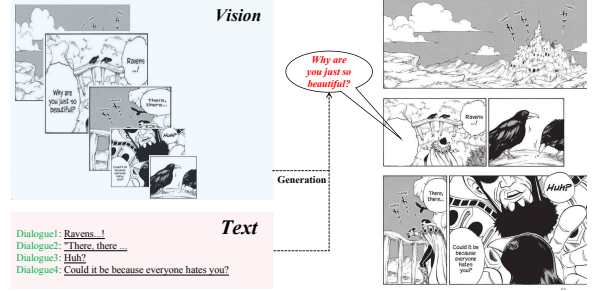 Vision
Ravens
...!
Why are
you just so
beautiful?
There,
there...
Huh?
Could it be
because
everyone
hates
you?
Text
Dialogue1: Ravens...!
Dialogue2: "There, there ...
Dialogue3: Huh?
Dialogue4: Could it be because everyone hates you?
Generation
Why are
you just so
beautiful?
Ravens
...!
There,
there...
Huh?
Could it be
because
everyone
hates
you?